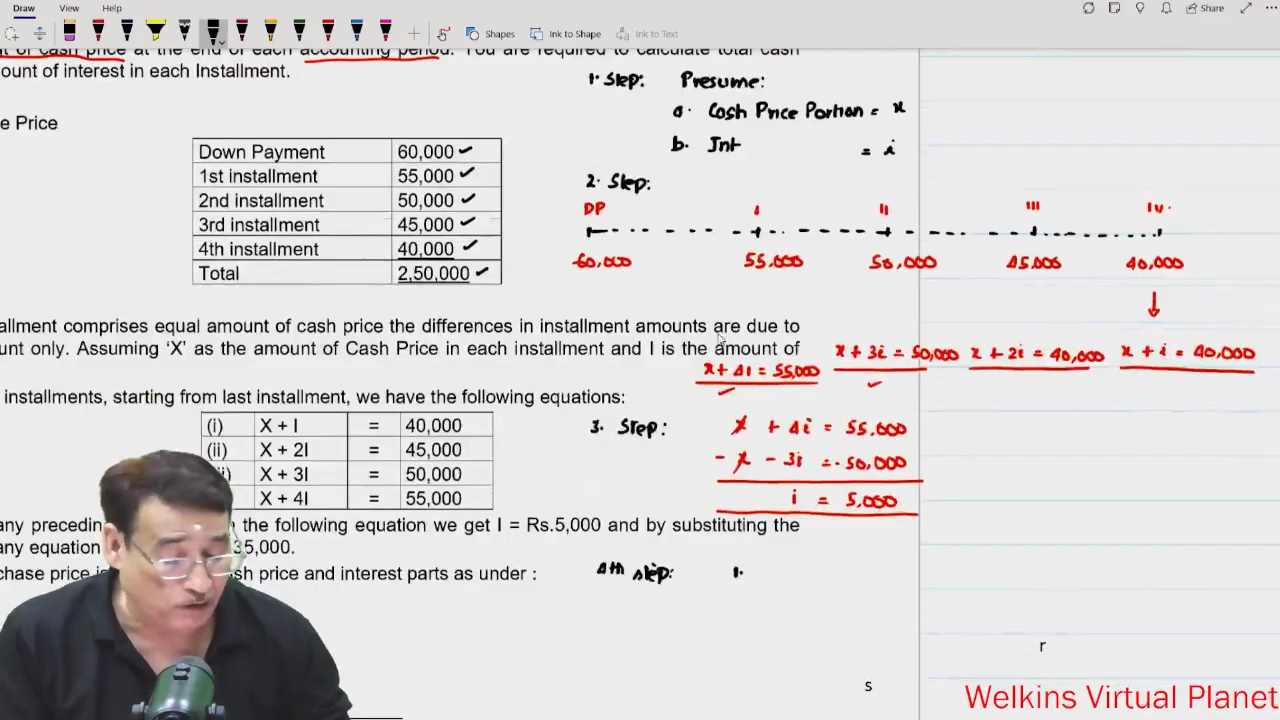 Draw View Help
Share
Shapes Ink to Shape Ink to Text
of cash price at the end of each accounting period. You are required to calculate total cash
ount of interest in each Installment.
e Price
Down Payment 60,000
1st installment 55,000
2nd installment 50,000
3rd installment 45,000
4th installment 40,000
Total 2,50,000
allment comprises equal amount of cash price the differences in installment amounts are due to
unt only. Assuming ‘X’ as the amount of Cash Price in each installment and I is the amount of
installments, starting from last installment, we have the following equations:
(i) X + I = 40,000
(ii) X + 2I = 45,000
X + 3I = 50,000
X + 4I = 55,000
any preceding the following equation we get I = Rs.5,000 and by substituting the
any equation 35,000.
chase price is sh price and interest parts as under :
1. Step: Presume:
a. Cash Price Portion = x
b. Int = i
2. Step:
DP I II III IV.
60,000 55,000 50,000 45,000 40,000
x + 4i = 55,000 x + 3i = 50,000 x + 2i = 40,000 x + i = 40,000
3. Step: x + 4i = 55,000
- x - 3i = - 50,000
i = 5,000
4th step: 1.
r
s
Welkins Virtual Planet